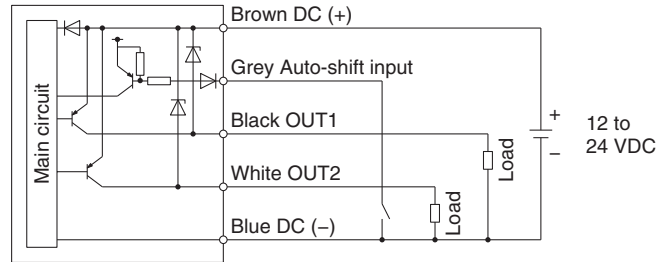 Brown DC (+)
Grey Auto-shift input
Main circuit
Black OUT1
+
12 to
–
24 VDC
Load
White OUT2
Load
Blue DC (–)